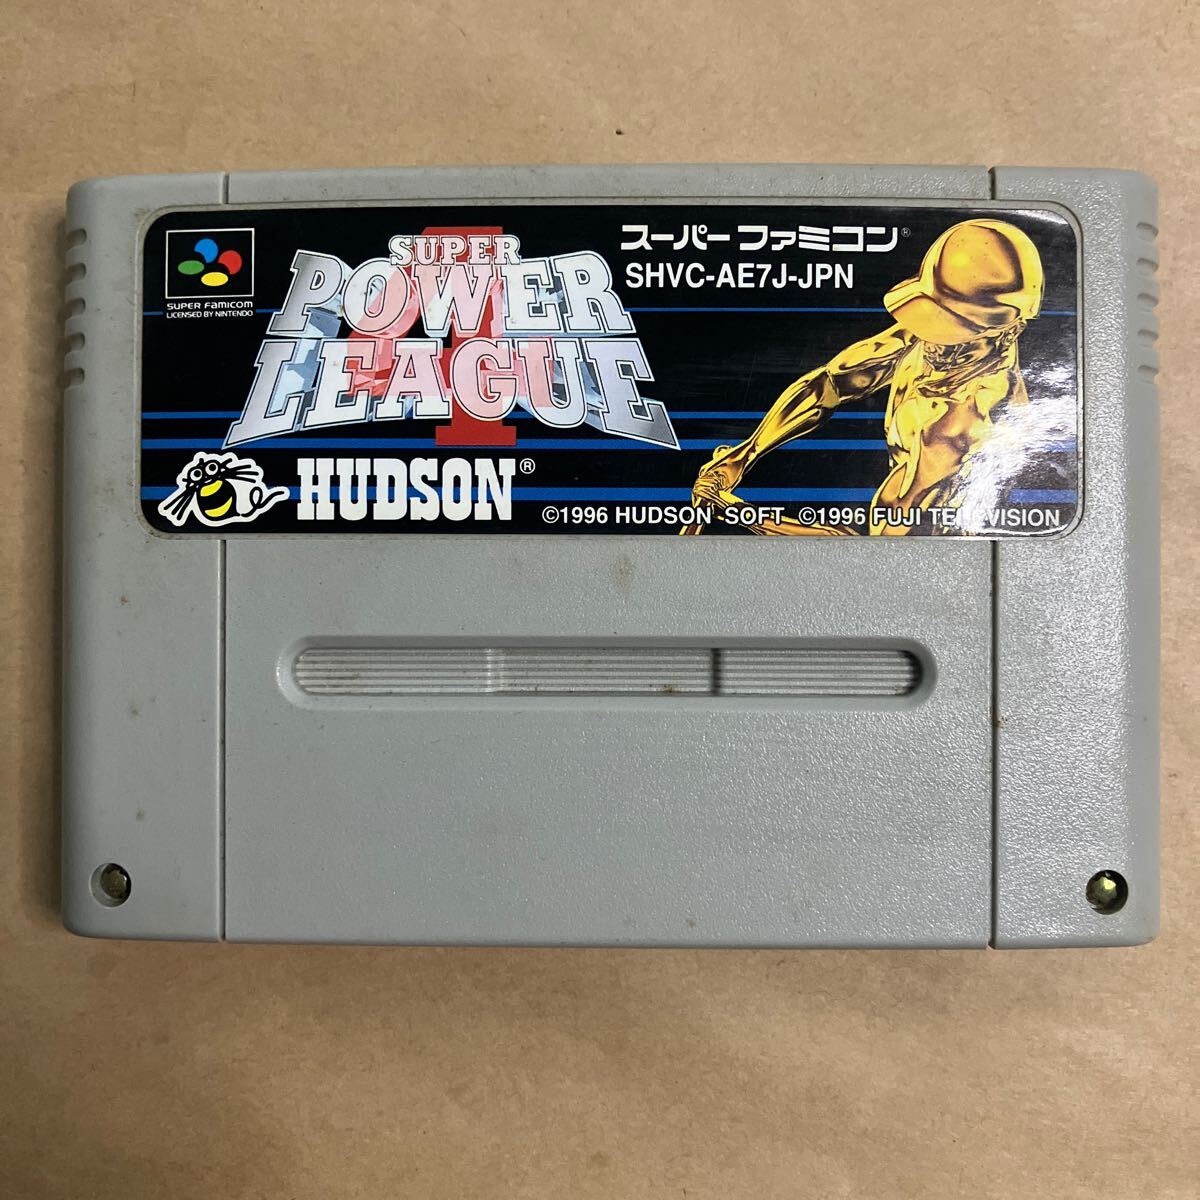 SUPER
POWER
LEAGUE
4
スーパーファミコン®
SHVC-AE7J-JPN
SUPER FAMICOM
LICENSED BY NINTENDO
HUDSON®
©1996 HUDSON SOFT ©1996 FUJI TELEVISION